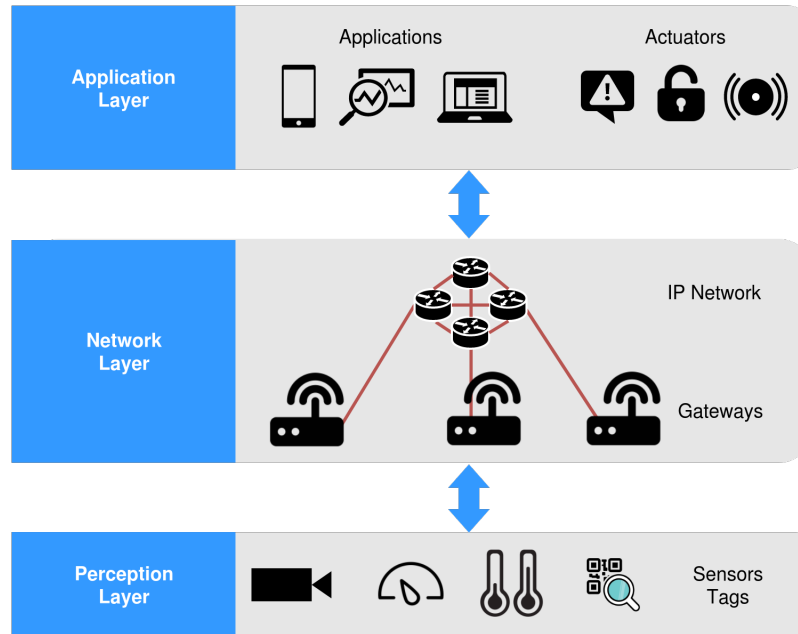 Application
Layer
Applications
Actuators
Network
Layer
IP Network
Gateways
Perception
Layer
Sensors
Tags